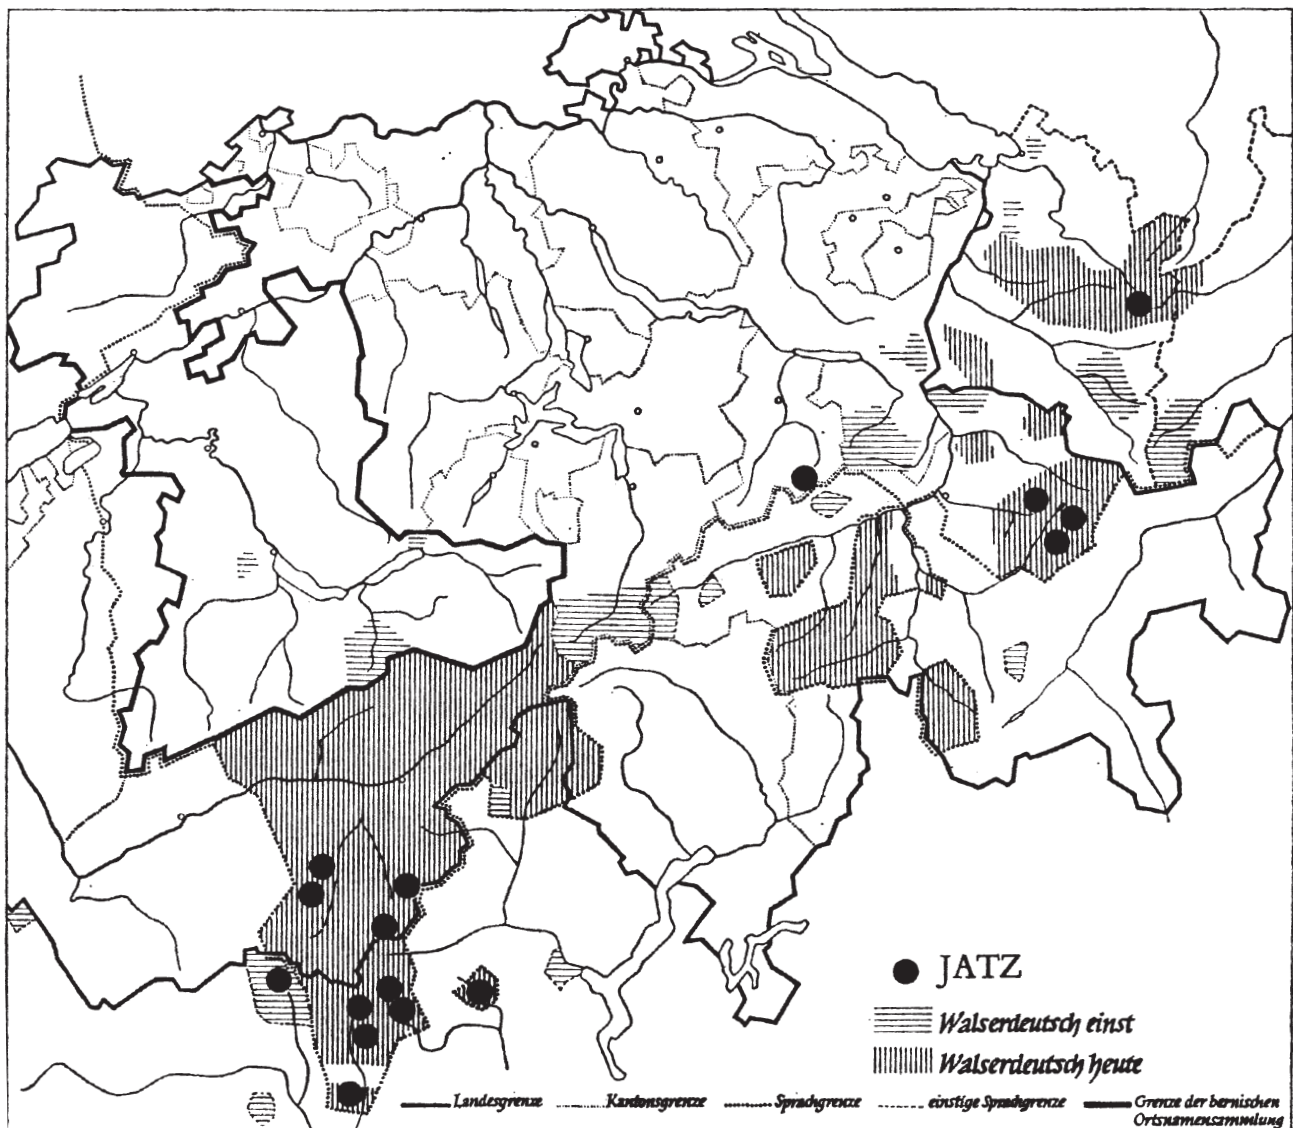 JATZ
Walserdeutsch einst
Walserdeutsch heute
Landesgrenze
Kantonsgrenze
Sprachgrenze
einstige Sprachgrenze
Grenze der bernischen
Ortsnamensammlung